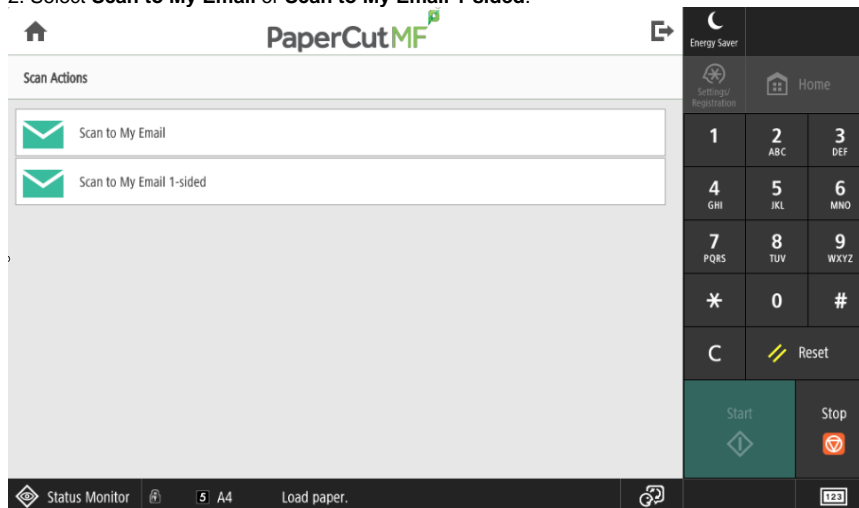 2. Select Scan to My Email or Scan to My Email 1-sided.
PaperCutMF
Scan Actions
Scan to My Email
Scan to My Email 1-sided
Energy Saver
Settings/
Registration
Home
1
2
ABC
3
DEF
4
GHI
5
JKL
6
MNO
7
PQRS
8
TUV
9
WXYZ
*
0
#
C
Reset
Start
Stop
Status Monitor
5 A4
Load paper.
123